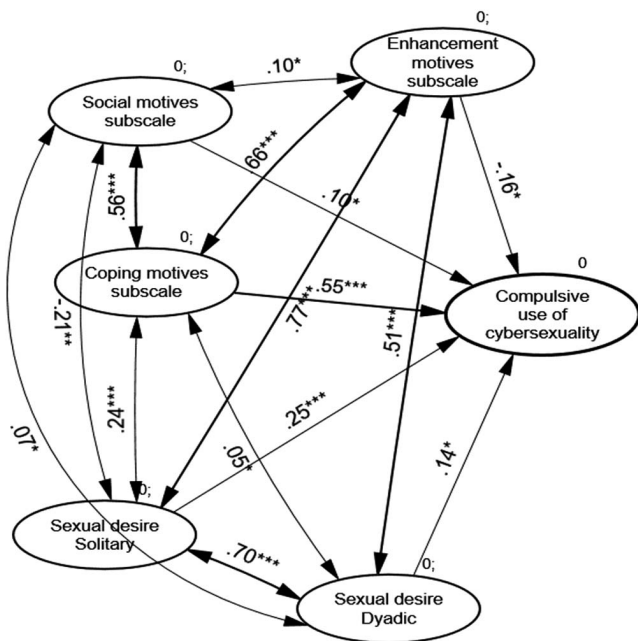 0;
Enhancement
motives
subscale
0;
.10*
Social motives
subscale
.66***
.56***
.10*
-.16*
0;
Coping motives
subscale
.55***
0
Compulsive
use of
cybersexuality
-.21**
.77***
.51***
.24***
.25***
.07*
.05*
.14*
0;
Sexual desire
Solitary
.70***
0;
Sexual desire
Dyadic